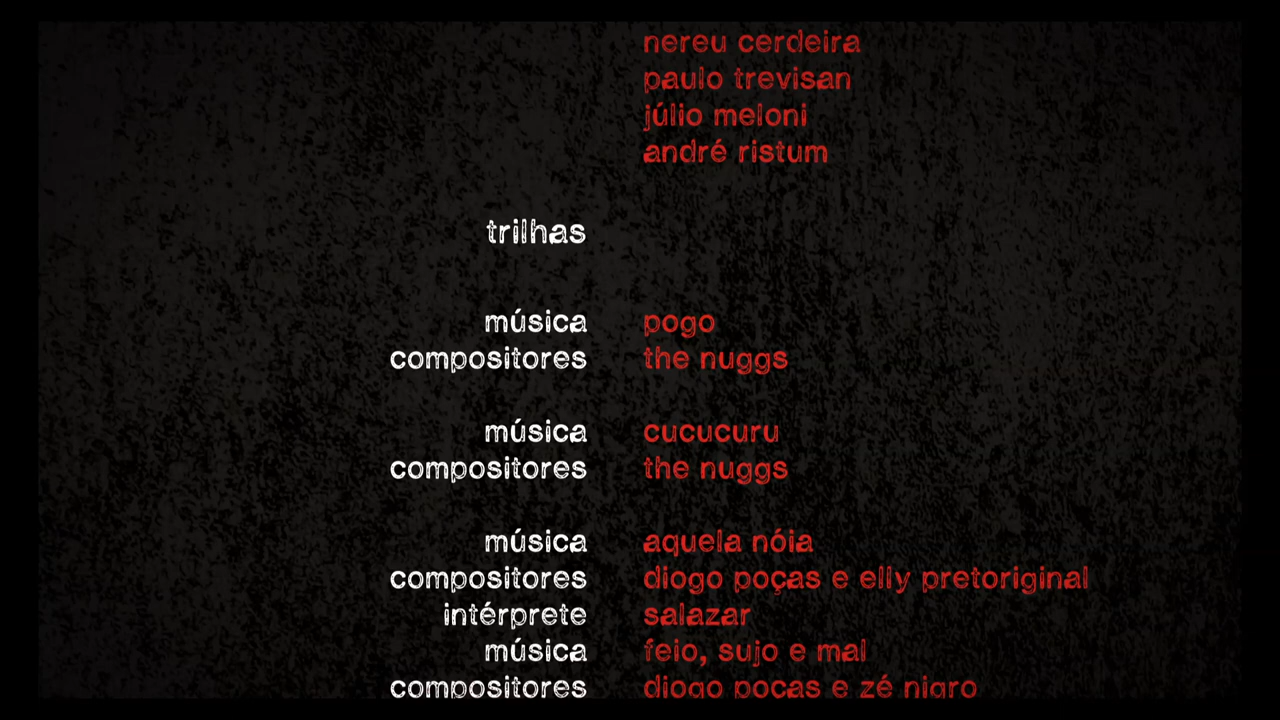 nereu cerdeira
paulo trevisan
júlio meloni
andré ristum
trilhas
música pogo
compositores the nuggs
música cucucuru
compositores the nuggs
música aquela nóia
compositores diogo poças e elly pretoriginal
intérprete salazar
música feio, sujo e mal
compositores diogo poças e zé nigro